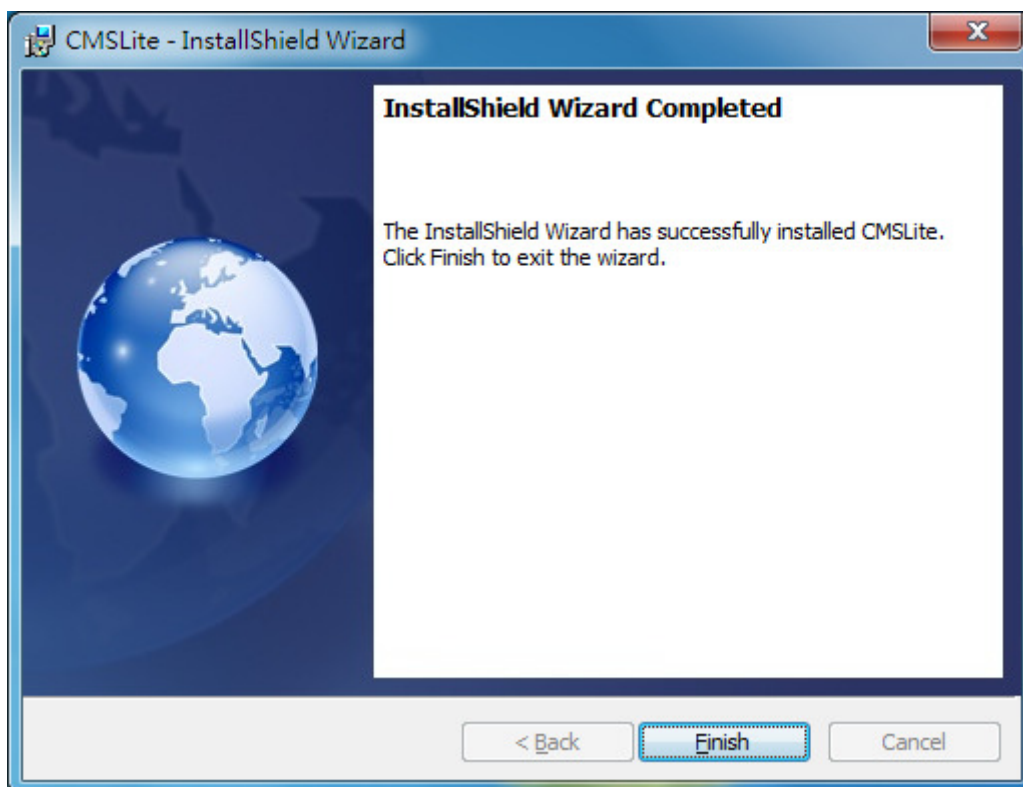 CMSLite - InstallShield Wizard
InstallShield Wizard Completed
The InstallShield Wizard has successfully installed CMSLite.
Click Finish to exit the wizard.
< Back
Finish
Cancel